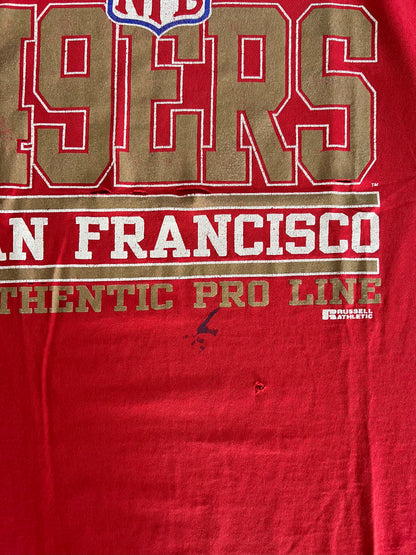 NFL
49ERS
AN FRANCISCO
THENTIC PRO LINE
RUSSELL
ATHLETIC